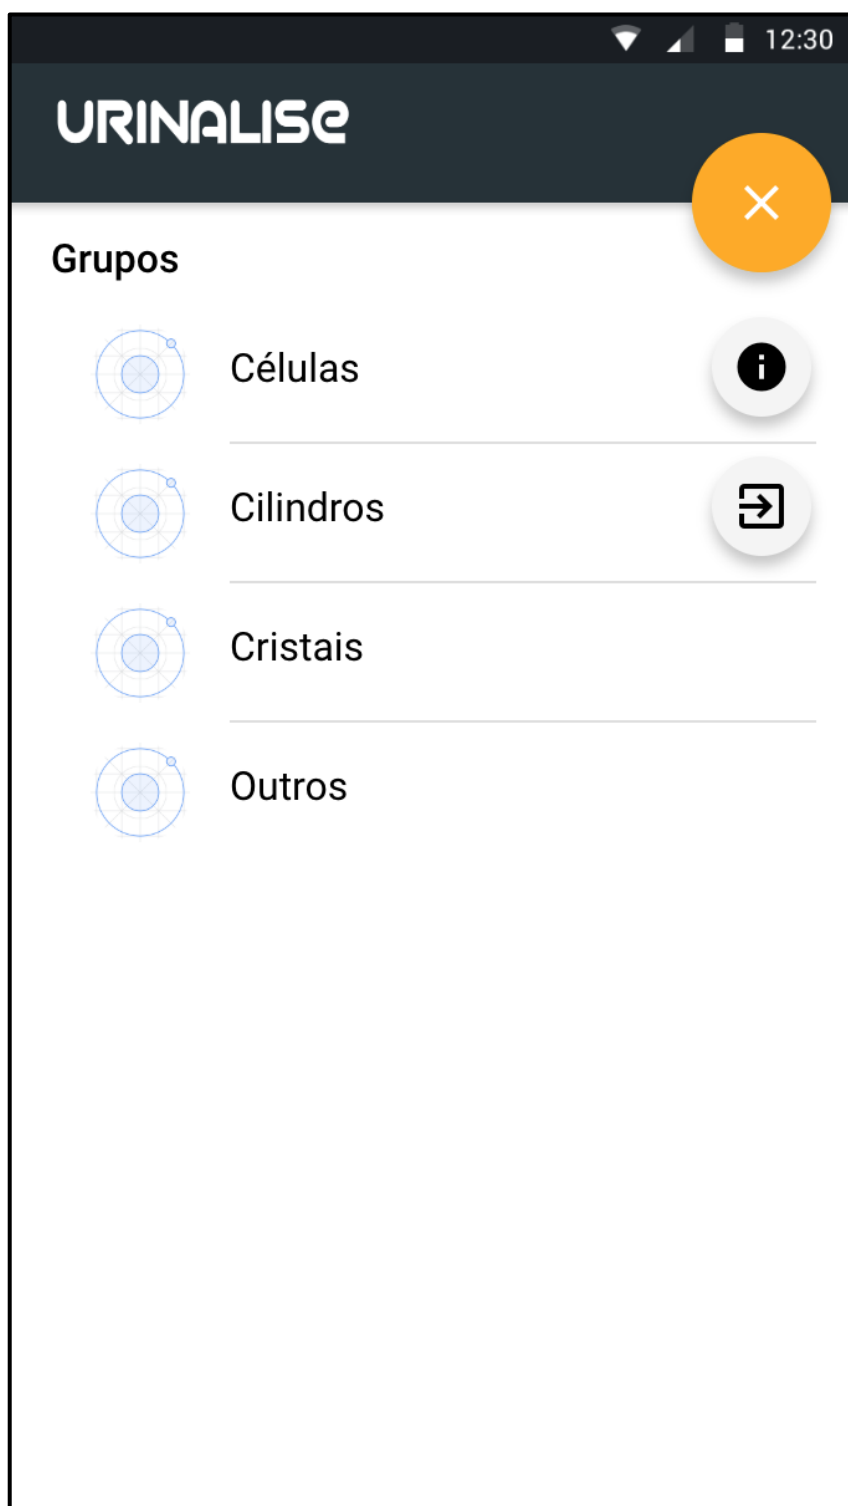 12:30
URINALISE
Grupos
Células
Cilindros
Cristais
Outros